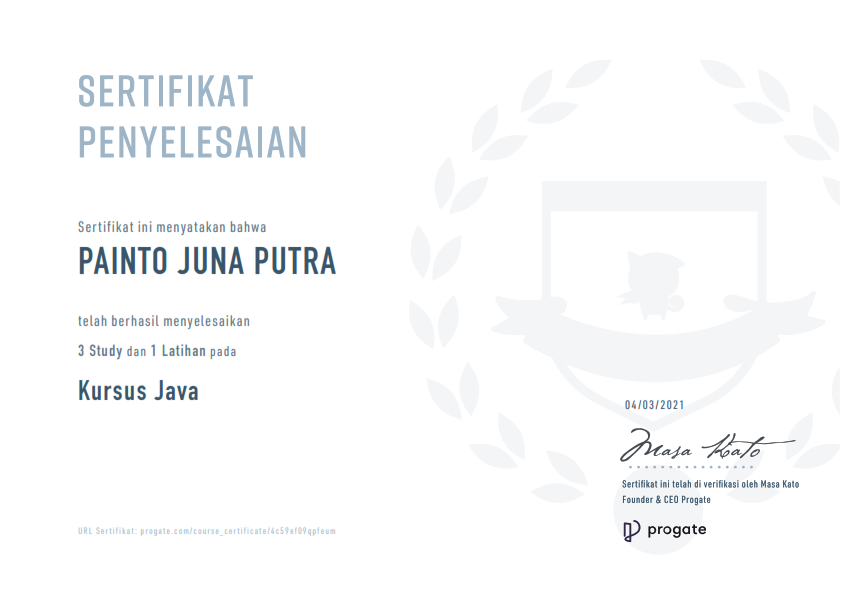 SERTIFIKAT
PENYELESAIAN
Sertifikat ini menyatakan bahwa
PAINTO JUNA PUTRA
telah berhasil menyelesaikan
3 Study dan 1 Latihan pada
Kursus Java
04/03/2021
Masa Kato
Sertifikat ini telah di verifikasi oleh Masa Kato
Founder & CEO Progate
progate
URL Sertifikat: progate.com/course_certificate/4c59ef09qpfeum